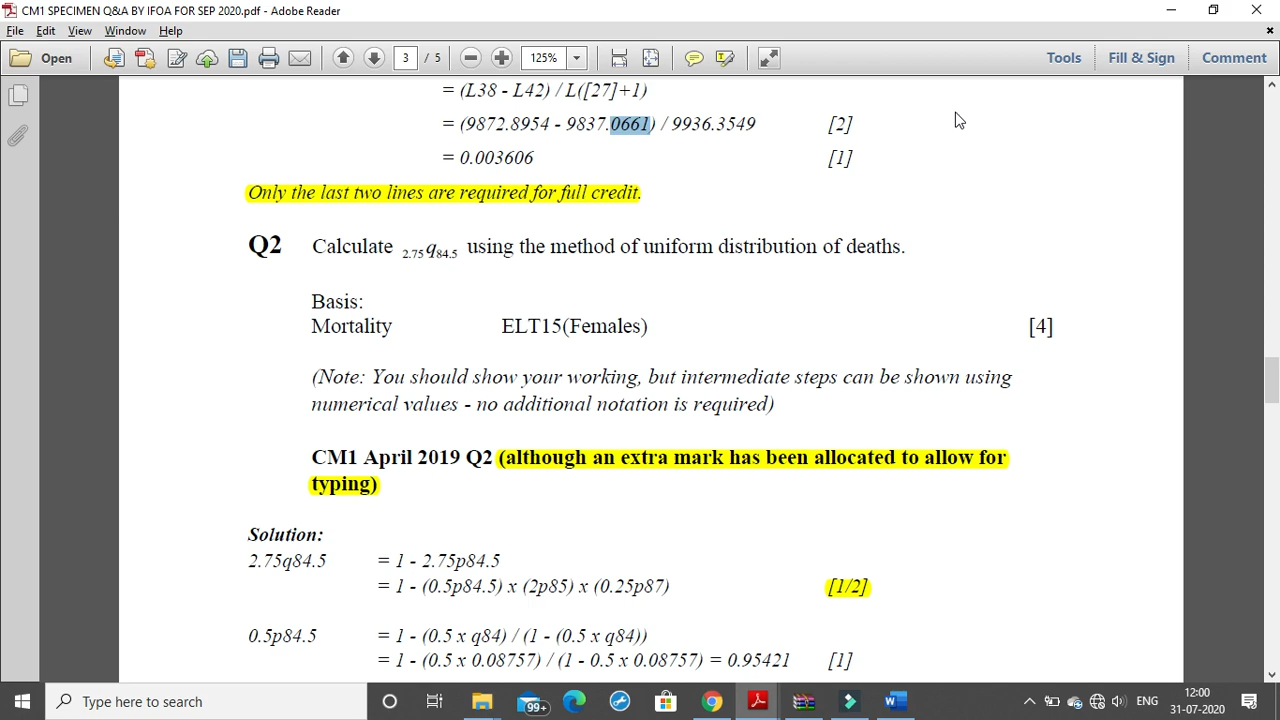 CM1 SPECIMEN Q&A BY IFOA FOR SEP 2020.pdf - Adobe Reader
File Edit View Window Help
Open 3 / 5 125% Tools Fill & Sign Comment
= (L38 - L42) / L([27]+1)
= (9872.8954 - 9837.0661) / 9936.3549 [2]
= 0.003606 [1]
Only the last two lines are required for full credit.
Q2 Calculate 2.75q84.5 using the method of uniform distribution of deaths.
Basis:
Mortality ELT15(Females) [4]
(Note: You should show your working, but intermediate steps can be shown using
numerical values - no additional notation is required)
CM1 April 2019 Q2 (although an extra mark has been allocated to allow for
typing)
Solution:
2.75q84.5 = 1 - 2.75p84.5
= 1 - (0.5p84.5) x (2p85) x (0.25p87) [1/2]
0.5p84.5 = 1 - (0.5 x q84) / (1 - (0.5 x q84))
= 1 - (0.5 x 0.08757) / (1 - 0.5 x 0.08757) = 0.95421 [1]
Type here to search 99+ ENG 12:00
31-07-2020